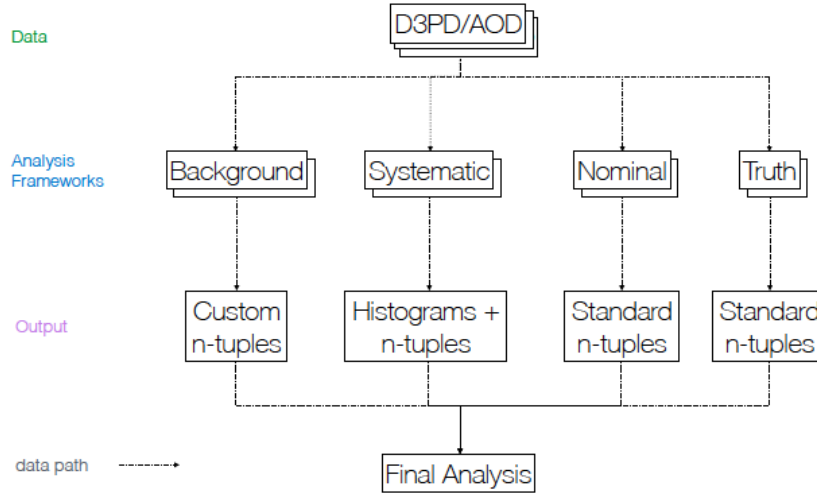 Data
D3PD/AOD
Analysis
Frameworks
Background
Systematic
Nominal
Truth
Output
Custom
n-tuples
Histograms +
n-tuples
Standard
n-tuples
Standard
n-tuples
data path
Final Analysis